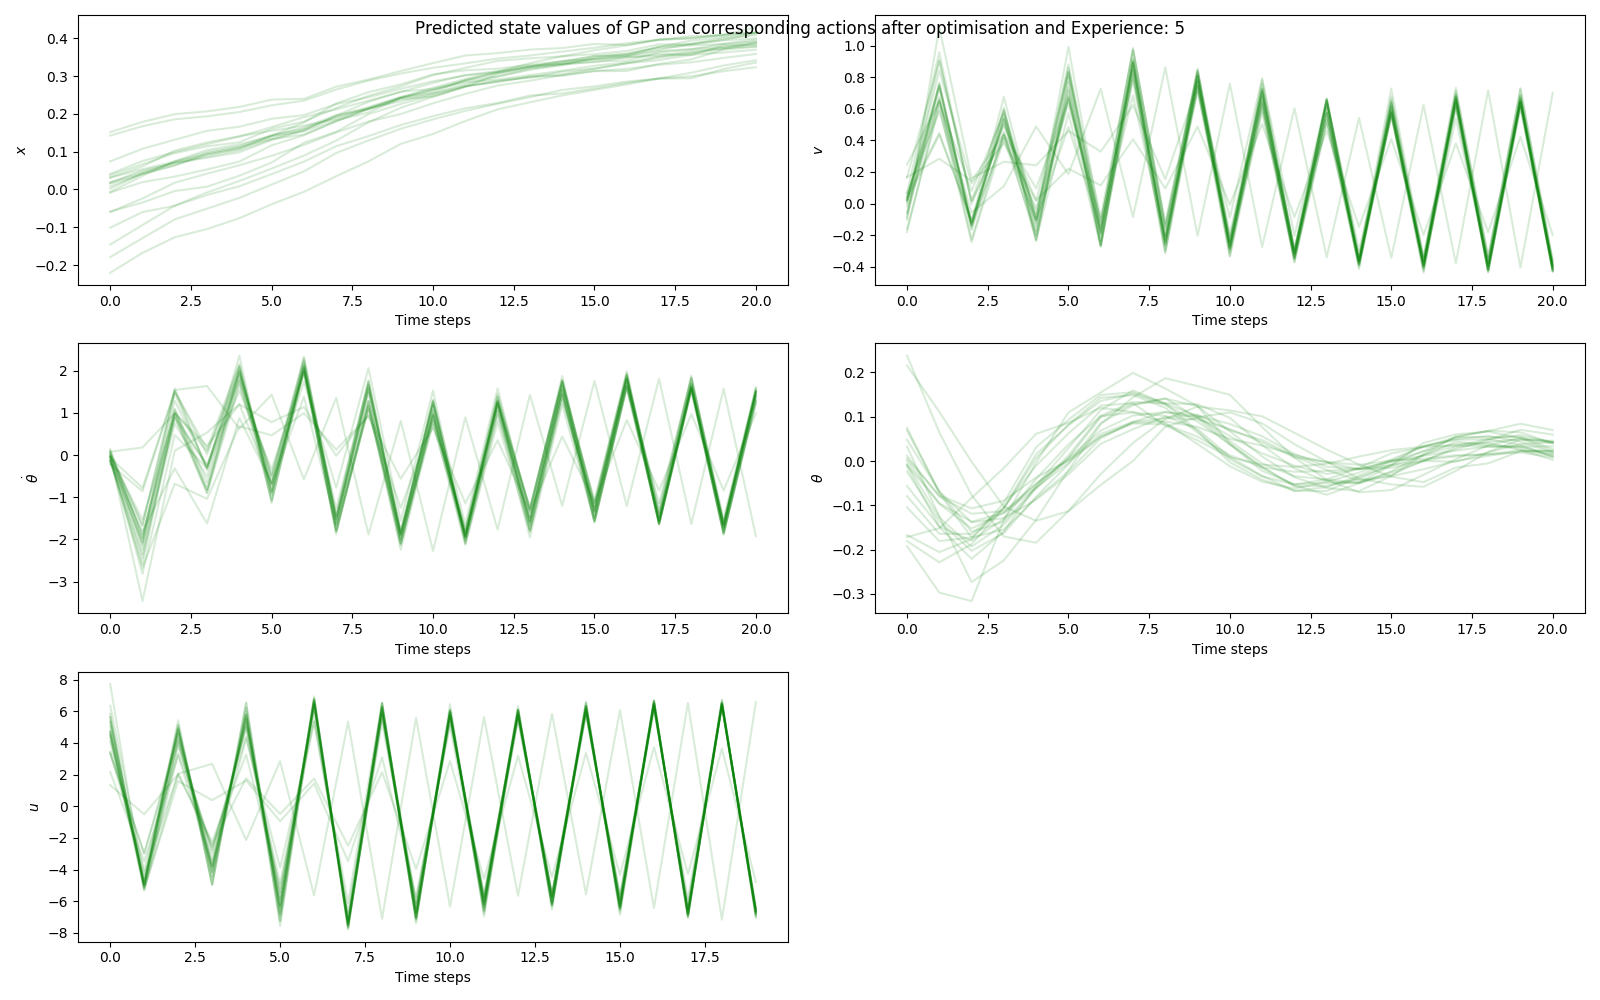 Predicted state values of GP and corresponding actions after optimisation and Experience: 5
0.4
0.3
0.2
0.1
0.0
−0.1
−0.2
x
0.0 2.5 5.0 7.5 10.0 12.5 15.0 17.5 20.0
Time steps
1.0
0.8
0.6
0.4
0.2
0.0
−0.2
−0.4
v
0.0 2.5 5.0 7.5 10.0 12.5 15.0 17.5 20.0
Time steps
2
1
0
−1
−2
−3
θ̇
0.0 2.5 5.0 7.5 10.0 12.5 15.0 17.5 20.0
Time steps
0.2
0.1
0.0
−0.1
−0.2
−0.3
θ
0.0 2.5 5.0 7.5 10.0 12.5 15.0 17.5 20.0
Time steps
8
6
4
2
0
−2
−4
−6
−8
u
0.0 2.5 5.0 7.5 10.0 12.5 15.0 17.5
Time steps